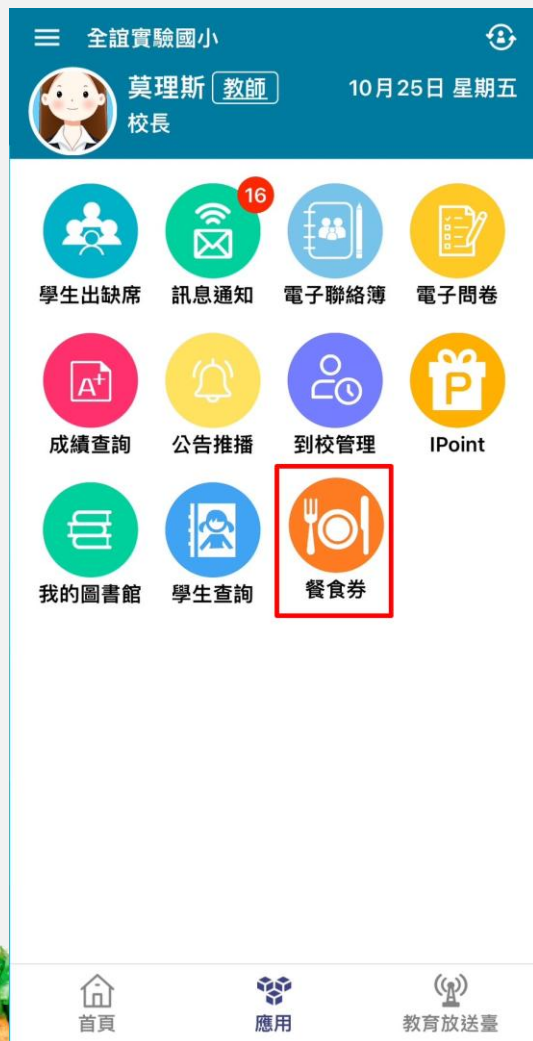 全誼實驗國小
莫理斯 教師 10月25日 星期五
校長
16
學生出缺席 訊息通知 電子聯絡簿 電子問卷
A+ P
成績查詢 公告推播 到校管理 IPoint
我的圖書館 學生查詢 餐食券
首頁 應用 教育放送臺